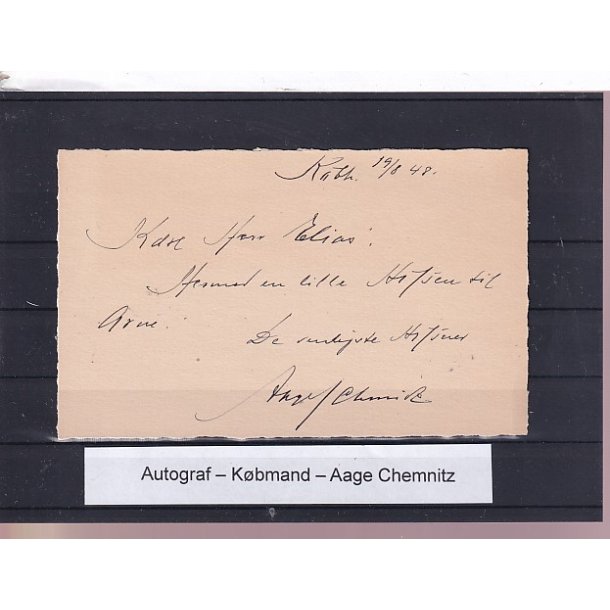 Kbh. 19/8 48.
Kære Herr Elias!
Hermed en lille Hilsen til
Arne.
De venligste Hilsner
Aage Chemnitz
Autograf – Købmand – Aage Chemnitz